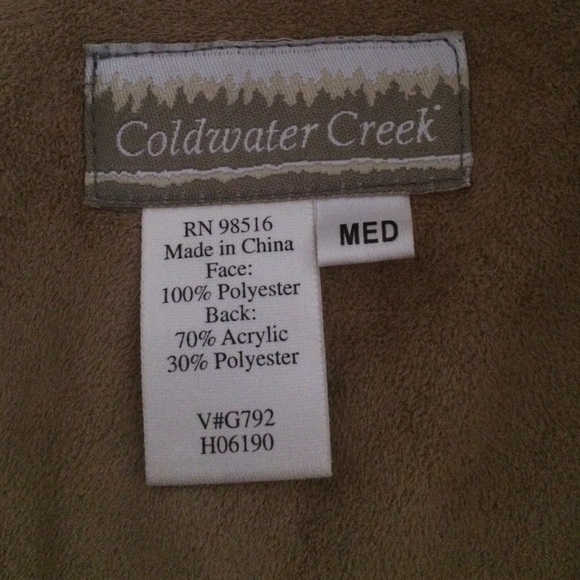 Coldwater Creek
RN 98516
Made in China
Face:
100% Polyester
Back:
70% Acrylic
30% Polyester
V#G792
H06190
MED